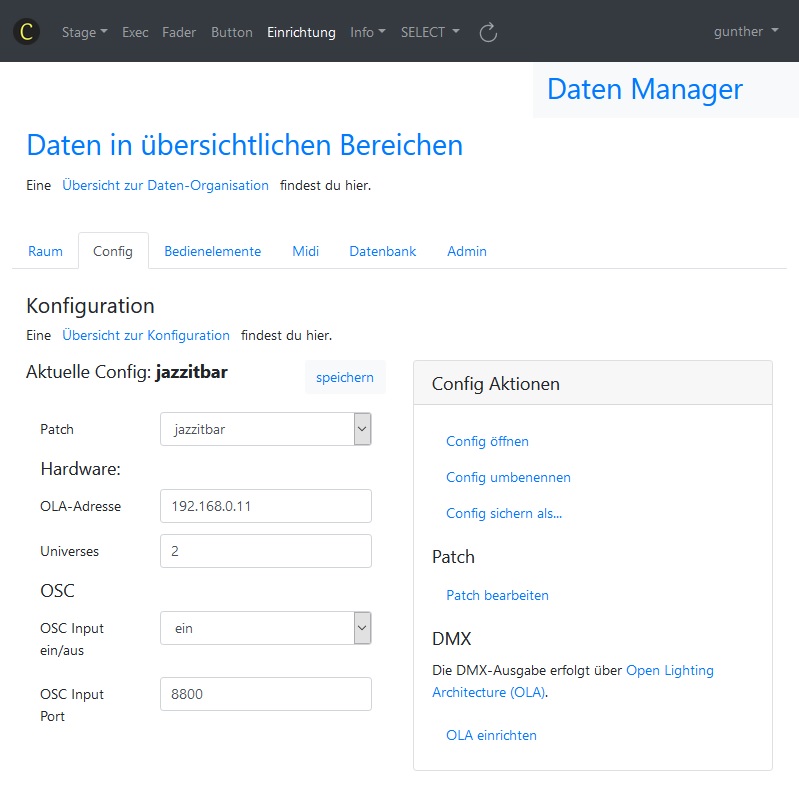 C Stage Exec Fader Button Einrichtung Info SELECT gunther
Daten Manager
Daten in übersichtlichen Bereichen
Eine Übersicht zur Daten-Organisation findest du hier.
Raum Config Bedienelemente Midi Datenbank Admin
Konfiguration
Eine Übersicht zur Konfiguration findest du hier.
Aktuelle Config: jazzitbar speichern
Patch jazzitbar
Hardware:
OLA-Adresse 192.168.0.11
Universes 2
OSC
OSC Input
ein/aus
ein
OSC Input
Port
8800
Config Aktionen
Config öffnen
Config umbenennen
Config sichern als...
Patch
Patch bearbeiten
DMX
Die DMX-Ausgabe erfolgt über Open Lighting
Architecture (OLA).
OLA einrichten